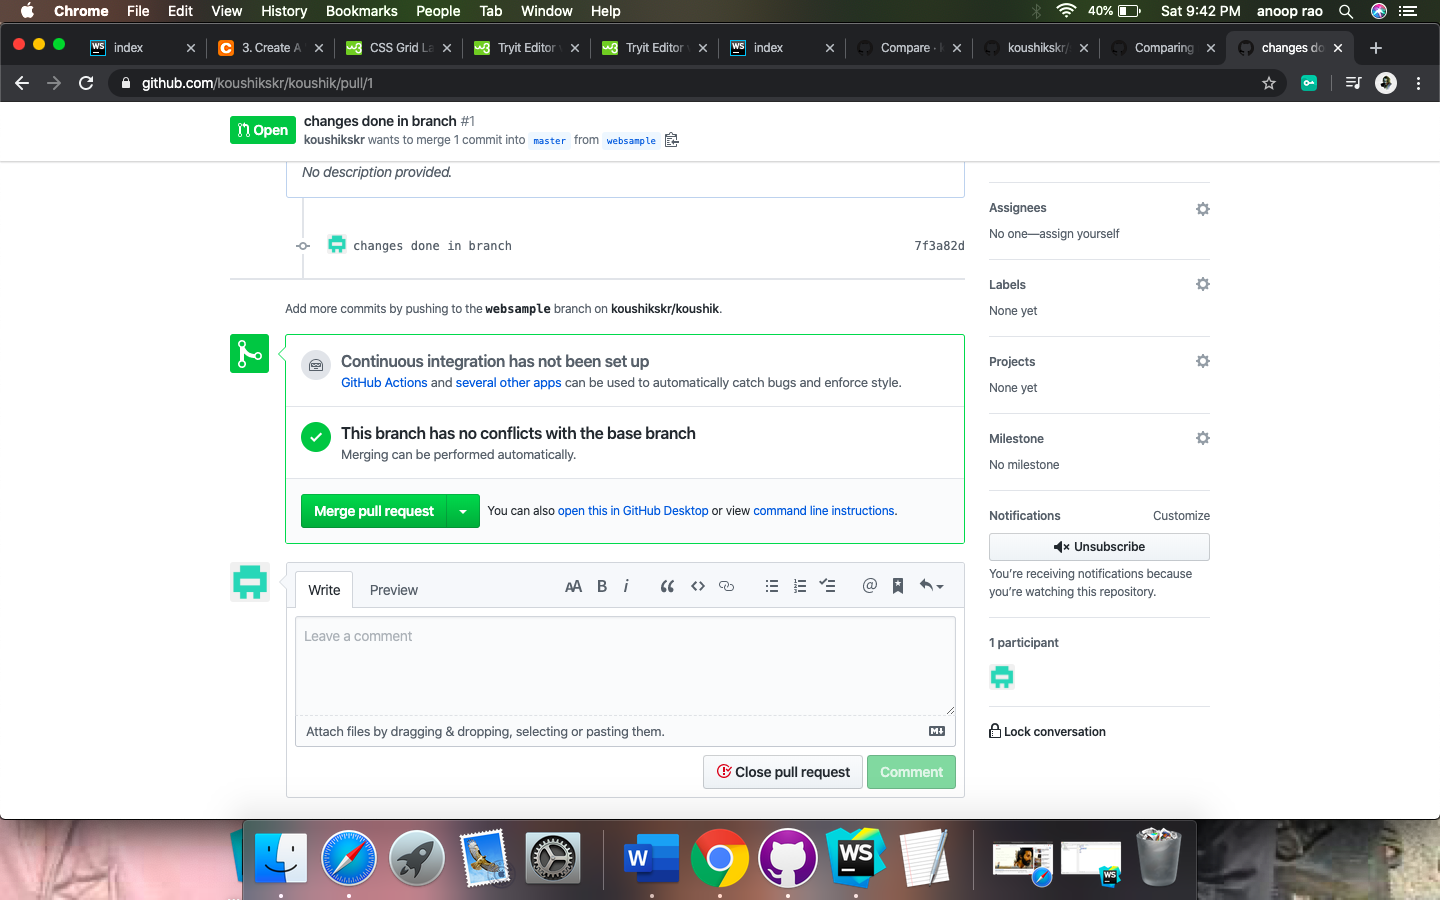 Chrome File Edit View History Bookmarks People Tab Window Help 40% Sat 9:42 PM anoop rao
WS index C 3. Create A w3 CSS Grid La w3 Tryit Editor w3 Tryit Editor WS index Compare · Comparing koushikskr/ changes do
github.com/koushikskr/koushik/pull/1
Open changes done in branch #1
koushikskr wants to merge 1 commit into master from websample
No description provided.
changes done in branch 7f3a82d
Add more commits by pushing to the websample branch on koushikskr/koushik.
Continuous integration has not been set up
GitHub Actions and several other apps can be used to automatically catch bugs and enforce style.
This branch has no conflicts with the base branch
Merging can be performed automatically.
Merge pull request You can also open this in GitHub Desktop or view command line instructions.
Write Preview AA B i @
Leave a comment
Attach files by dragging & dropping, selecting or pasting them.
Close pull request Comment
Assignees
No one—assign yourself
Labels
None yet
Projects
None yet
Milestone
No milestone
Notifications Customize
Unsubscribe
You're receiving notifications because
you're watching this repository.
1 participant
Lock conversation
W WS WS